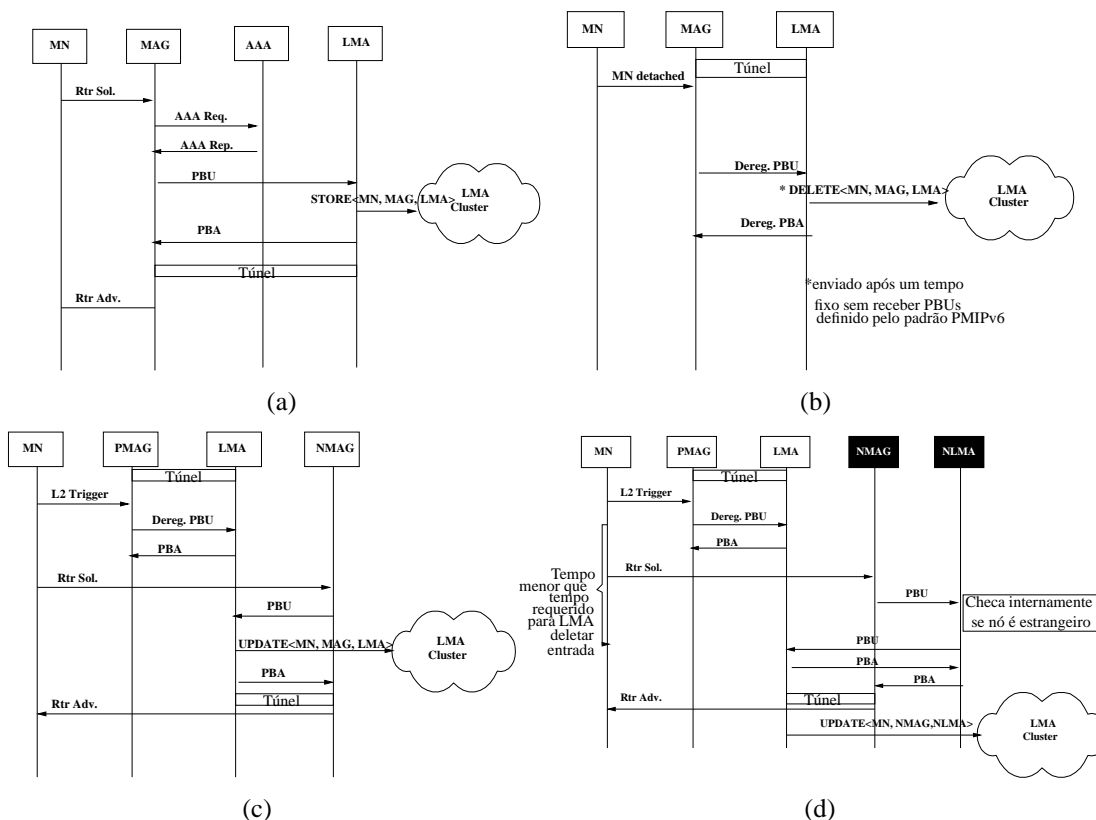 MN
MAG
AAA
LMA
Rtr Sol.
AAA Req.
AAA Rep.
PBU
STORE<MN, MAG, LMA>
LMA
Cluster
PBA
Túnel
Rtr Adv.
(a)
MN
MAG
LMA
Túnel
MN detached
Dereg. PBU
* DELETE<MN, MAG, LMA>
LMA
Cluster
Dereg. PBA
*enviado após um tempo
fixo sem receber PBUs
definido pelo padrão PMIPv6
(b)
MN
PMAG
LMA
NMAG
Túnel
L2 Trigger
Dereg. PBU
PBA
Rtr Sol.
PBU
UPDATE<MN, MAG, LMA>
LMA
Cluster
PBA
Túnel
Rtr Adv.
(c)
MN
PMAG
LMA
NMAG
NLMA
Túnel
L2 Trigger
Dereg. PBU
PBA
Rtr Sol.
Tempo
menor que
tempo
requerido
para LMA
deletar
entrada
PBU
Checa internamente
se nó é estrangeiro
PBU
PBA
PBA
Túnel
Rtr Adv.
UPDATE<MN, NMAG,NLMA>
LMA
Cluster
(d)